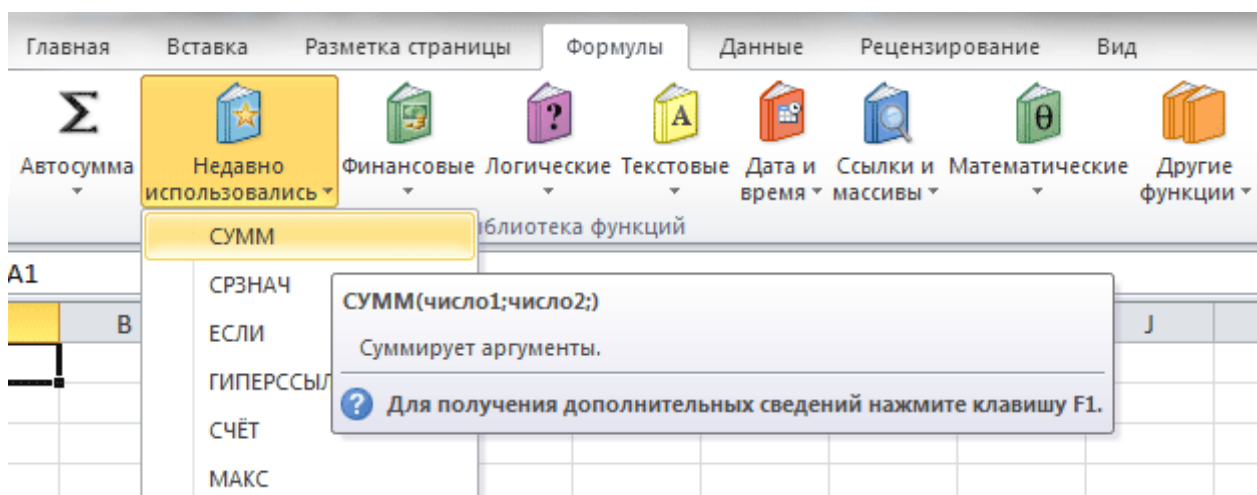 Главная Вставка Разметка страницы Формулы Данные Рецензирование Вид
Σ ? A θ
Автосумма Недавно использовались Финансовые Логические Текстовые Дата и время Ссылки и массивы Математические Другие функции
функций
СУММ
A1
СРЗНАЧ
СУММ(число1;число2;)
B J
ЕСЛИ
Суммирует аргументы.
Для получения дополнительных сведений нажмите клавишу F1.
СЧЁТ
МАКС